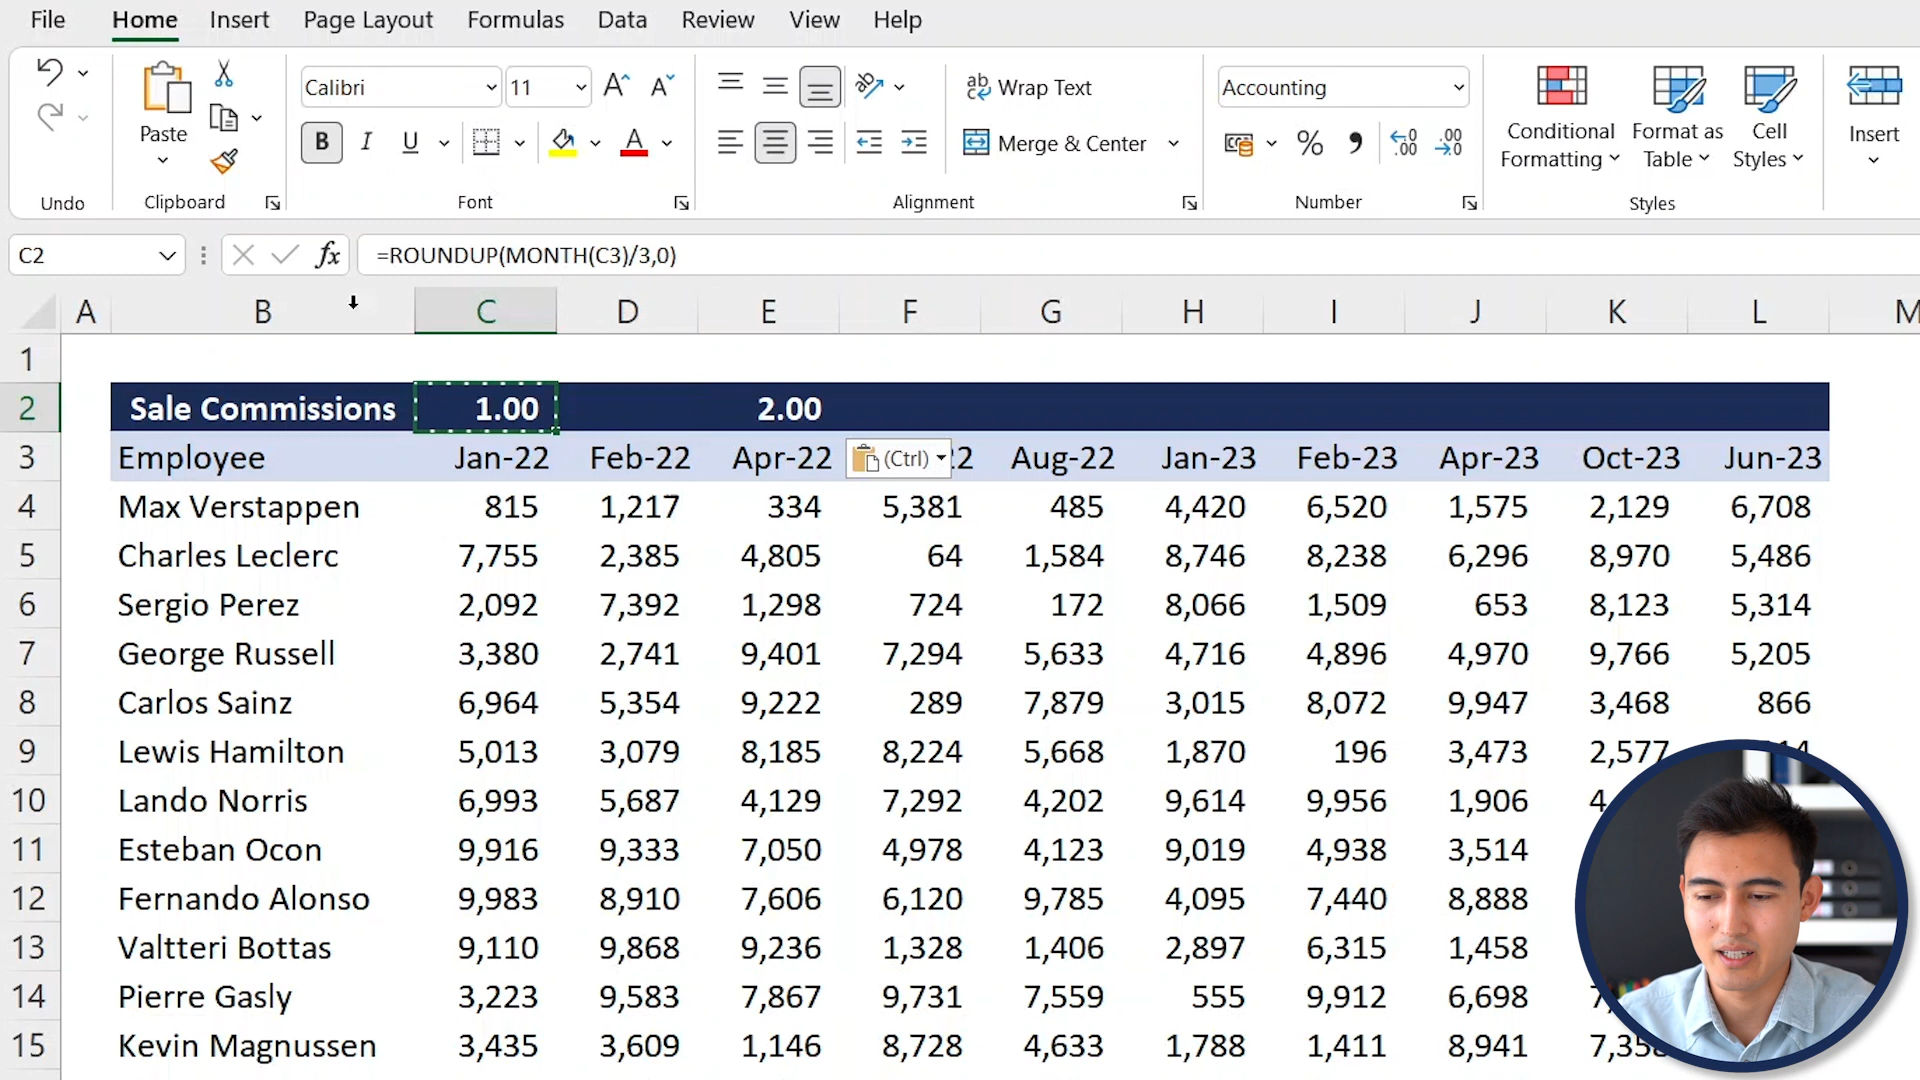 File Home Insert Page Layout Formulas Data Review View Help
Calibri 11 A A ab Wrap Text Accounting
Paste B I U A ab c Merge & Center % 9 .00 .0 .00 .0 Conditional Formatting Format as Table Cell Styles Insert
Undo Clipboard Font Alignment Number Styles
C2 fx =ROUNDUP(MONTH(C3)/3,0)
A B C D E F G H I J K L M
1
2 Sale Commissions 1.00 2.00
3 Employee Jan-22 Feb-22 Apr-22 (Ctrl) 22 Aug-22 Jan-23 Feb-23 Apr-23 Oct-23 Jun-23
4 Max Verstappen 815 1,217 334 5,381 485 4,420 6,520 1,575 2,129 6,708
5 Charles Leclerc 7,755 2,385 4,805 64 1,584 8,746 8,238 6,296 8,970 5,486
6 Sergio Perez 2,092 7,392 1,298 724 172 8,066 1,509 653 8,123 5,314
7 George Russell 3,380 2,741 9,401 7,294 5,633 4,716 4,896 4,970 9,766 5,205
8 Carlos Sainz 6,964 5,354 9,222 289 7,879 3,015 8,072 9,947 3,468 866
9 Lewis Hamilton 5,013 3,079 8,185 8,224 5,668 1,870 196 3,473 2,577
10 Lando Norris 6,993 5,687 4,129 7,292 4,202 9,614 9,956 1,906
11 Esteban Ocon 9,916 9,333 7,050 4,978 4,123 9,019 4,938 3,514
12 Fernando Alonso 9,983 8,910 7,606 6,120 9,785 4,095 7,440 8,888
13 Valtteri Bottas 9,110 9,868 9,236 1,328 1,406 2,897 6,315 1,458
14 Pierre Gasly 3,223 9,583 7,867 9,731 7,559 555 9,912 6,698
15 Kevin Magnussen 3,435 3,609 1,146 8,728 4,633 1,788 1,411 8,941